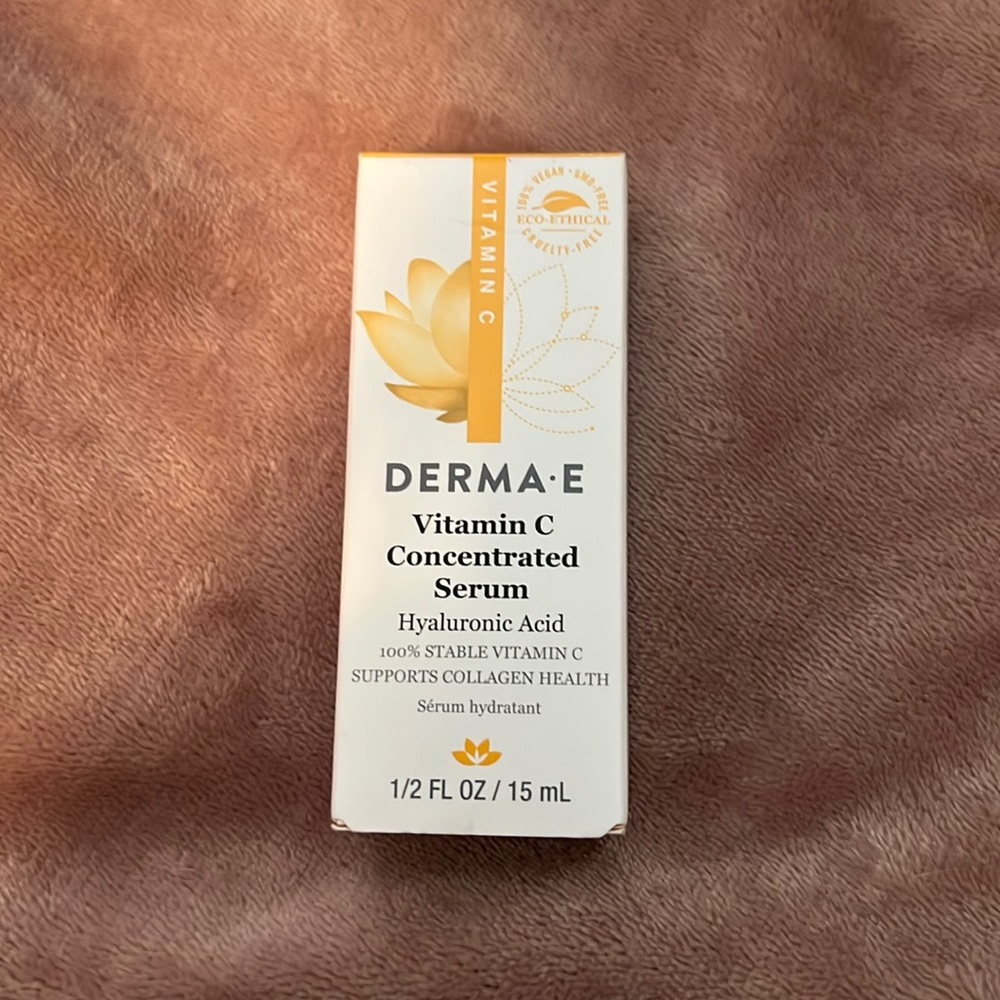 VITAMIN C
100% VEGAN • GMO-FREE
ECO-ETHICAL
CRUELTY-FREE
DERMA·E
Vitamin C
Concentrated
Serum
Hyaluronic Acid
100% STABLE VITAMIN C
SUPPORTS COLLAGEN HEALTH
Sérum hydratant
1/2 FL OZ / 15 mL